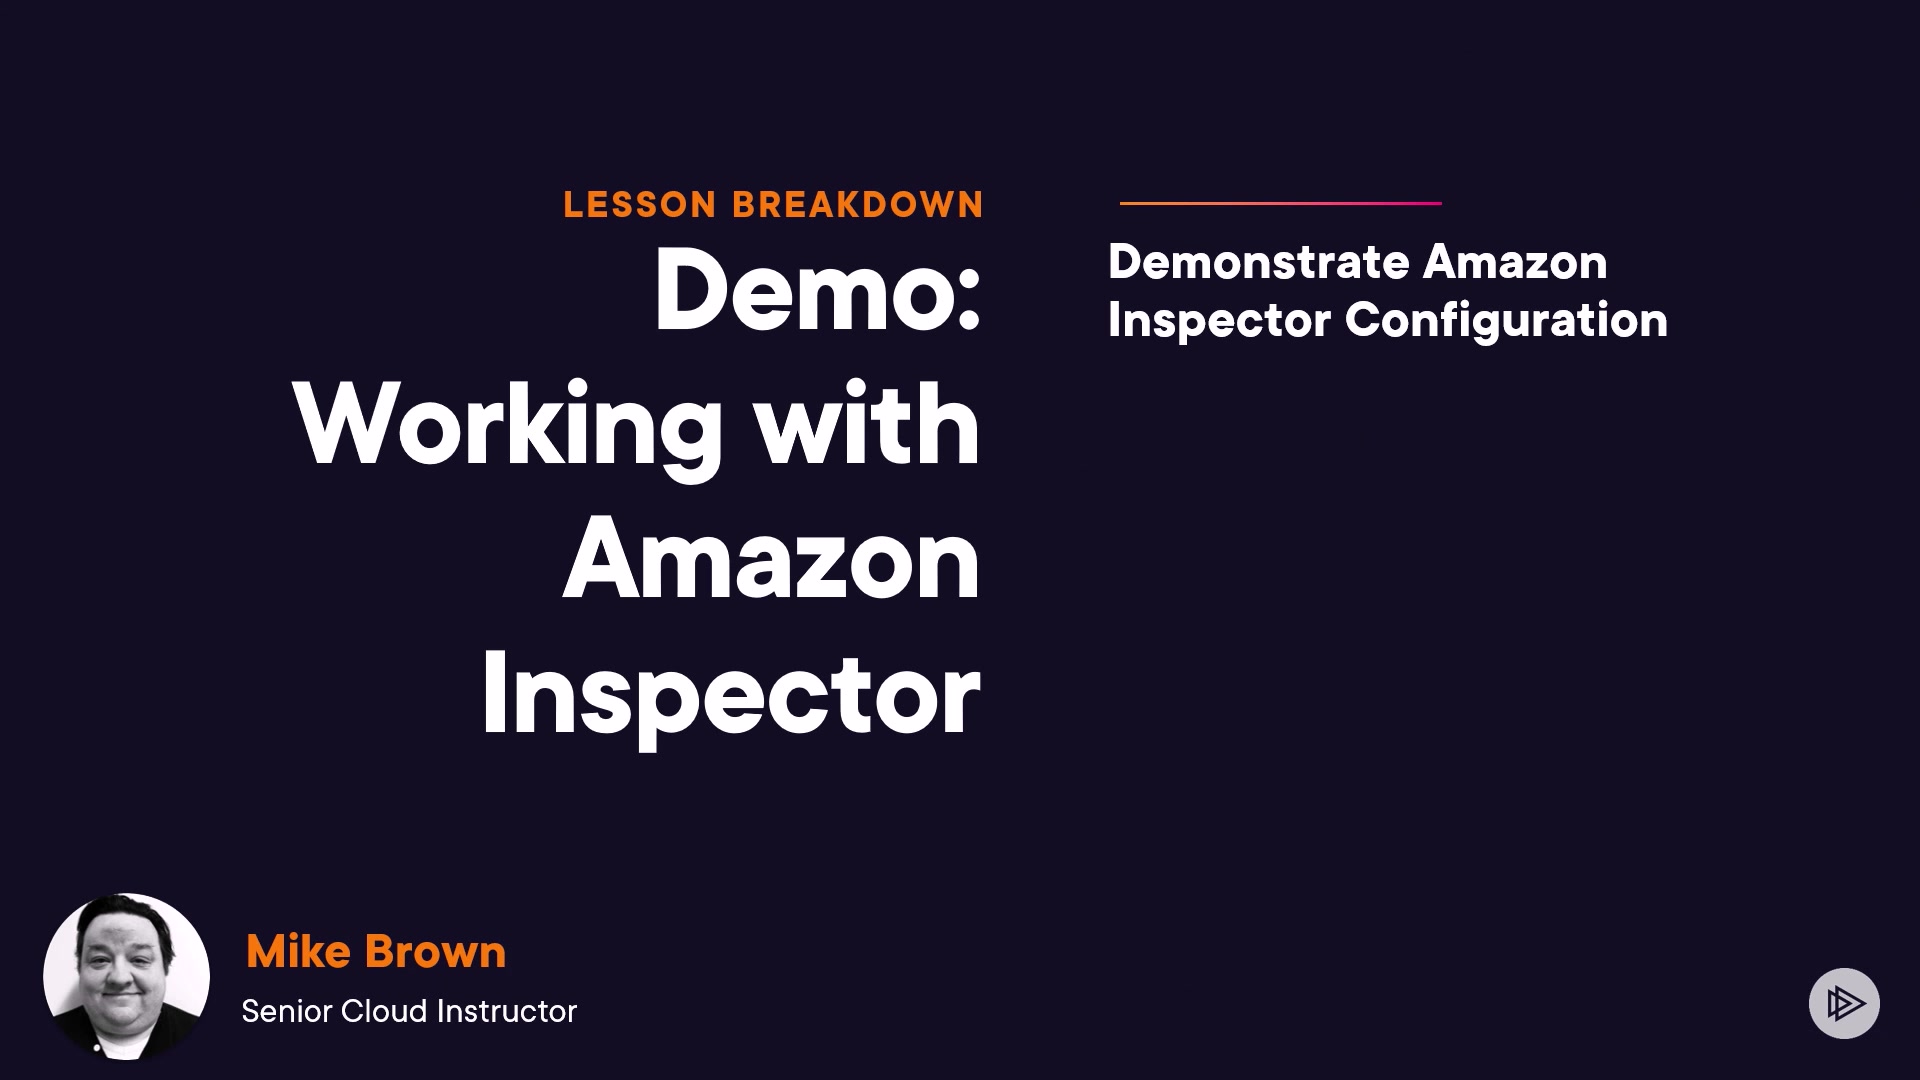 LESSON BREAKDOWN
Demo:
Working with
Amazon
Inspector
Demonstrate Amazon
Inspector Configuration
Mike Brown
Senior Cloud Instructor